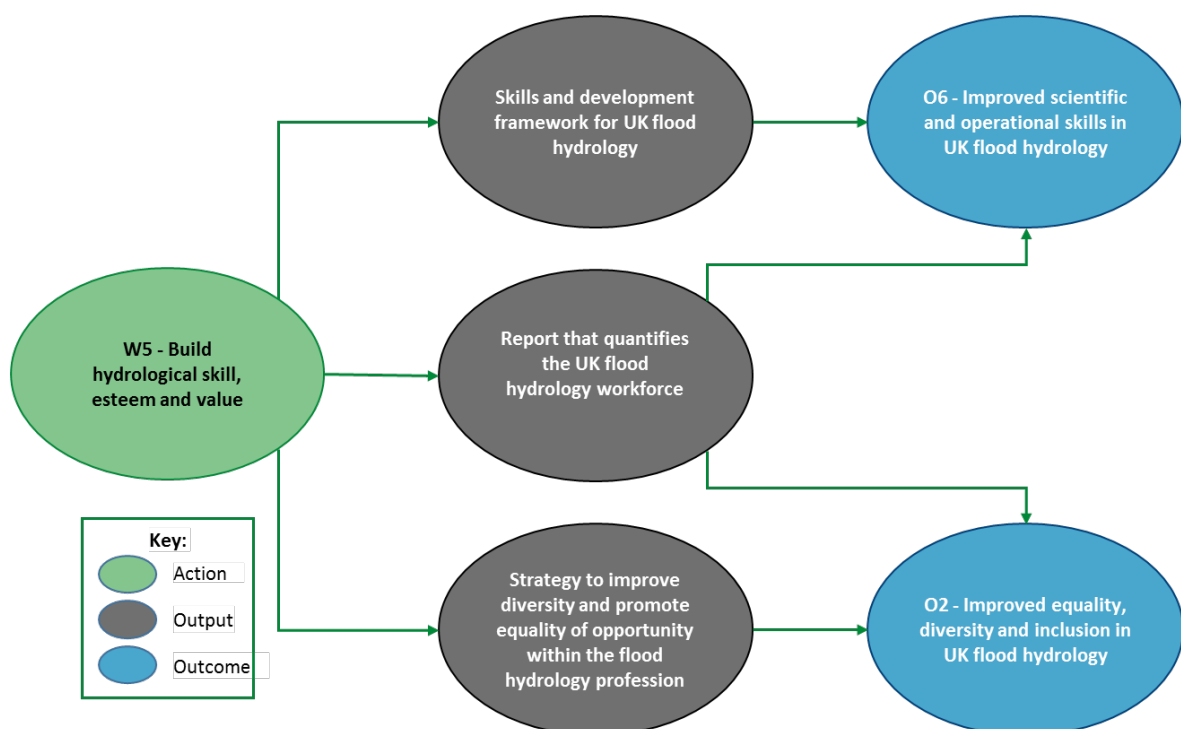 Skills and development
framework for UK flood
hydrology
O6 - Improved scientific
and operational skills in
UK flood hydrology
W5 - Build
hydrological skill,
esteem and value
Report that quantifies
the UK flood
hydrology workforce
Key:
Action
Output
Outcome
Strategy to improve
diversity and promote
equality of opportunity
within the flood
hydrology profession
O2 - Improved equality,
diversity and inclusion in
UK flood hydrology